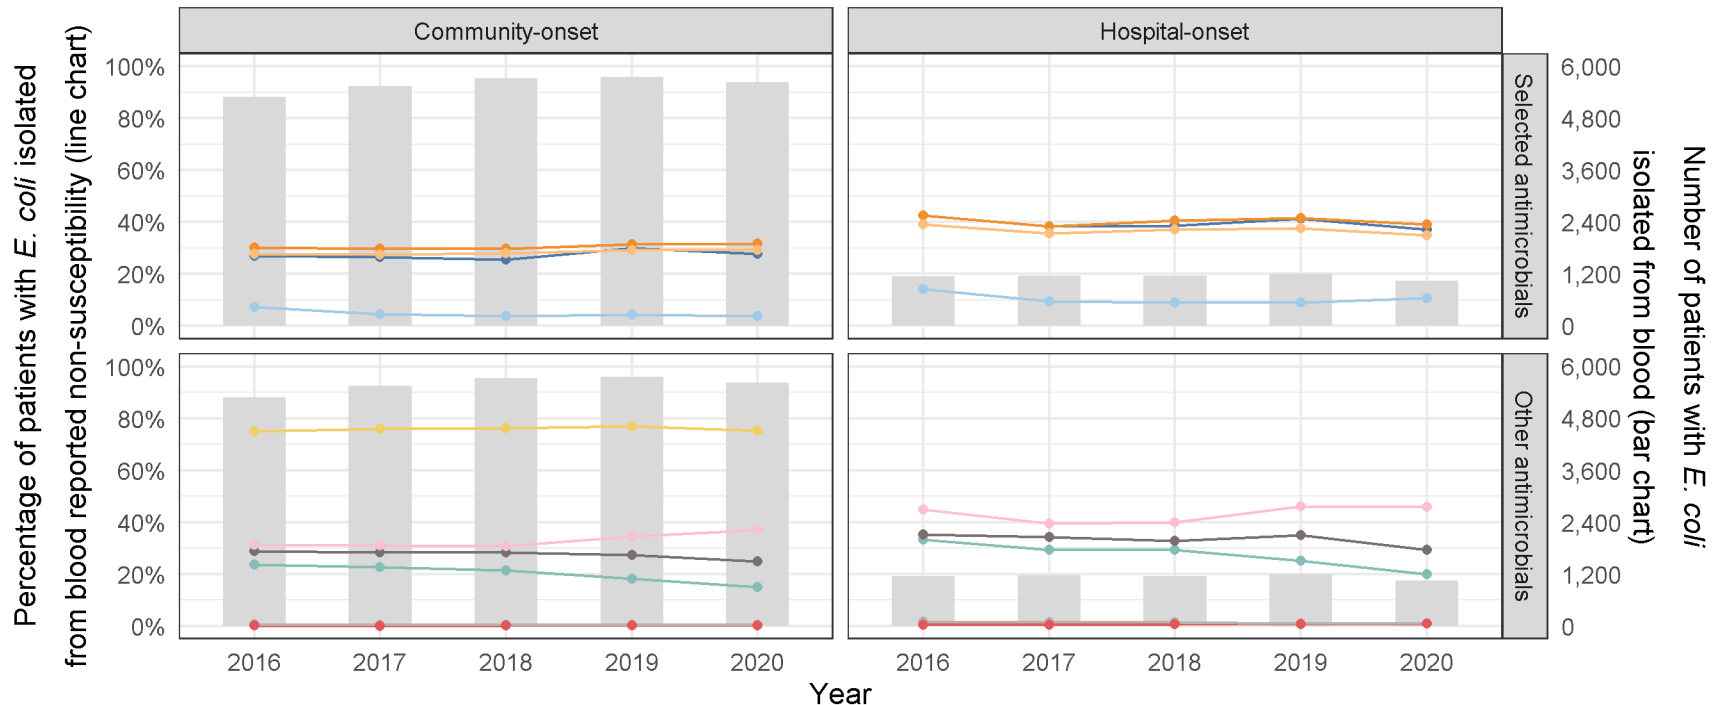 Community-onset
Hospital-onset
Percentage of patients with E. coli isolated
from blood reported non-susceptibility (line chart)
100%
80%
60%
40%
20%
0%
6,000
4,800
3,600
2,400
1,200
0
Selected antimicrobials
100%
80%
60%
40%
20%
0%
6,000
4,800
3,600
2,400
1,200
0
Other antimicrobials
Number of patients with E. coli
isolated from blood (bar chart)
2016 2017 2018 2019 2020
2016 2017 2018 2019 2020
Year